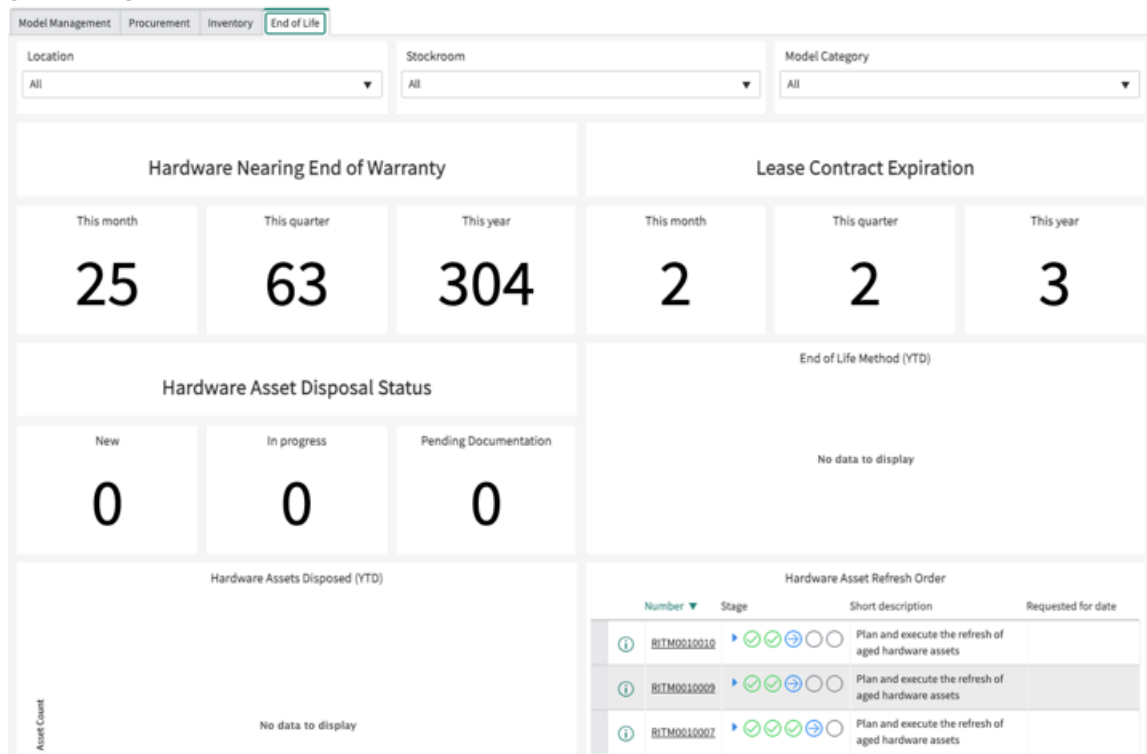 Model Management Procurement Inventory End of Life
Location
All
Stockroom
All
Model Category
All
Hardware Nearing End of Warranty
This month This quarter This year
25 63 304
Lease Contract Expiration
This month This quarter This year
2 2 3
Hardware Asset Disposal Status
New In progress Pending Documentation
0 0 0
End of Life Method (YTD)
No data to display
Hardware Assets Disposed (YTD)
Asset Count
No data to display
Hardware Asset Refresh Order
Number Stage Short description Requested for date
RITM0010010 Plan and execute the refresh of
aged hardware assets
RITM0010009 Plan and execute the refresh of
aged hardware assets
RITM0010007 Plan and execute the refresh of
aged hardware assets